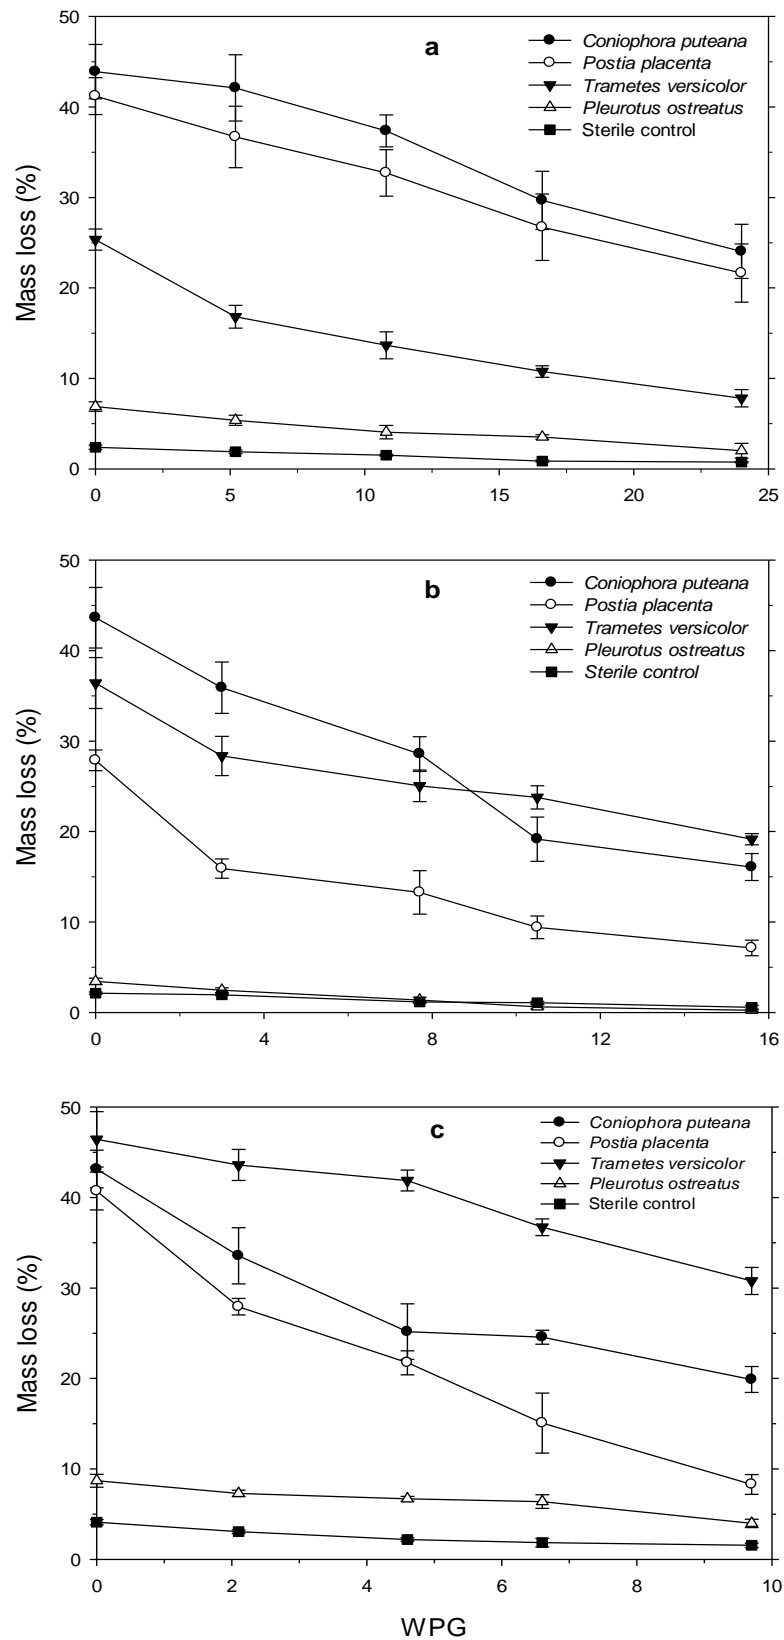 50
40
30
20
10
0
Mass loss (%)
a
Coniophora puteana
Postia placenta
Trametes versicolor
Pleurotus ostreatus
Sterile control
0 5 10 15 20 25
50
40
30
20
10
0
Mass loss (%)
b
Coniophora puteana
Postia placenta
Trametes versicolor
Pleurotus ostreatus
Sterile control
0 4 8 12 16
50
40
30
20
10
0
Mass loss (%)
c
Coniophora puteana
Postia placenta
Trametes versicolor
Pleurotus ostreatus
Sterile control
0 2 4 6 8 10
WPG